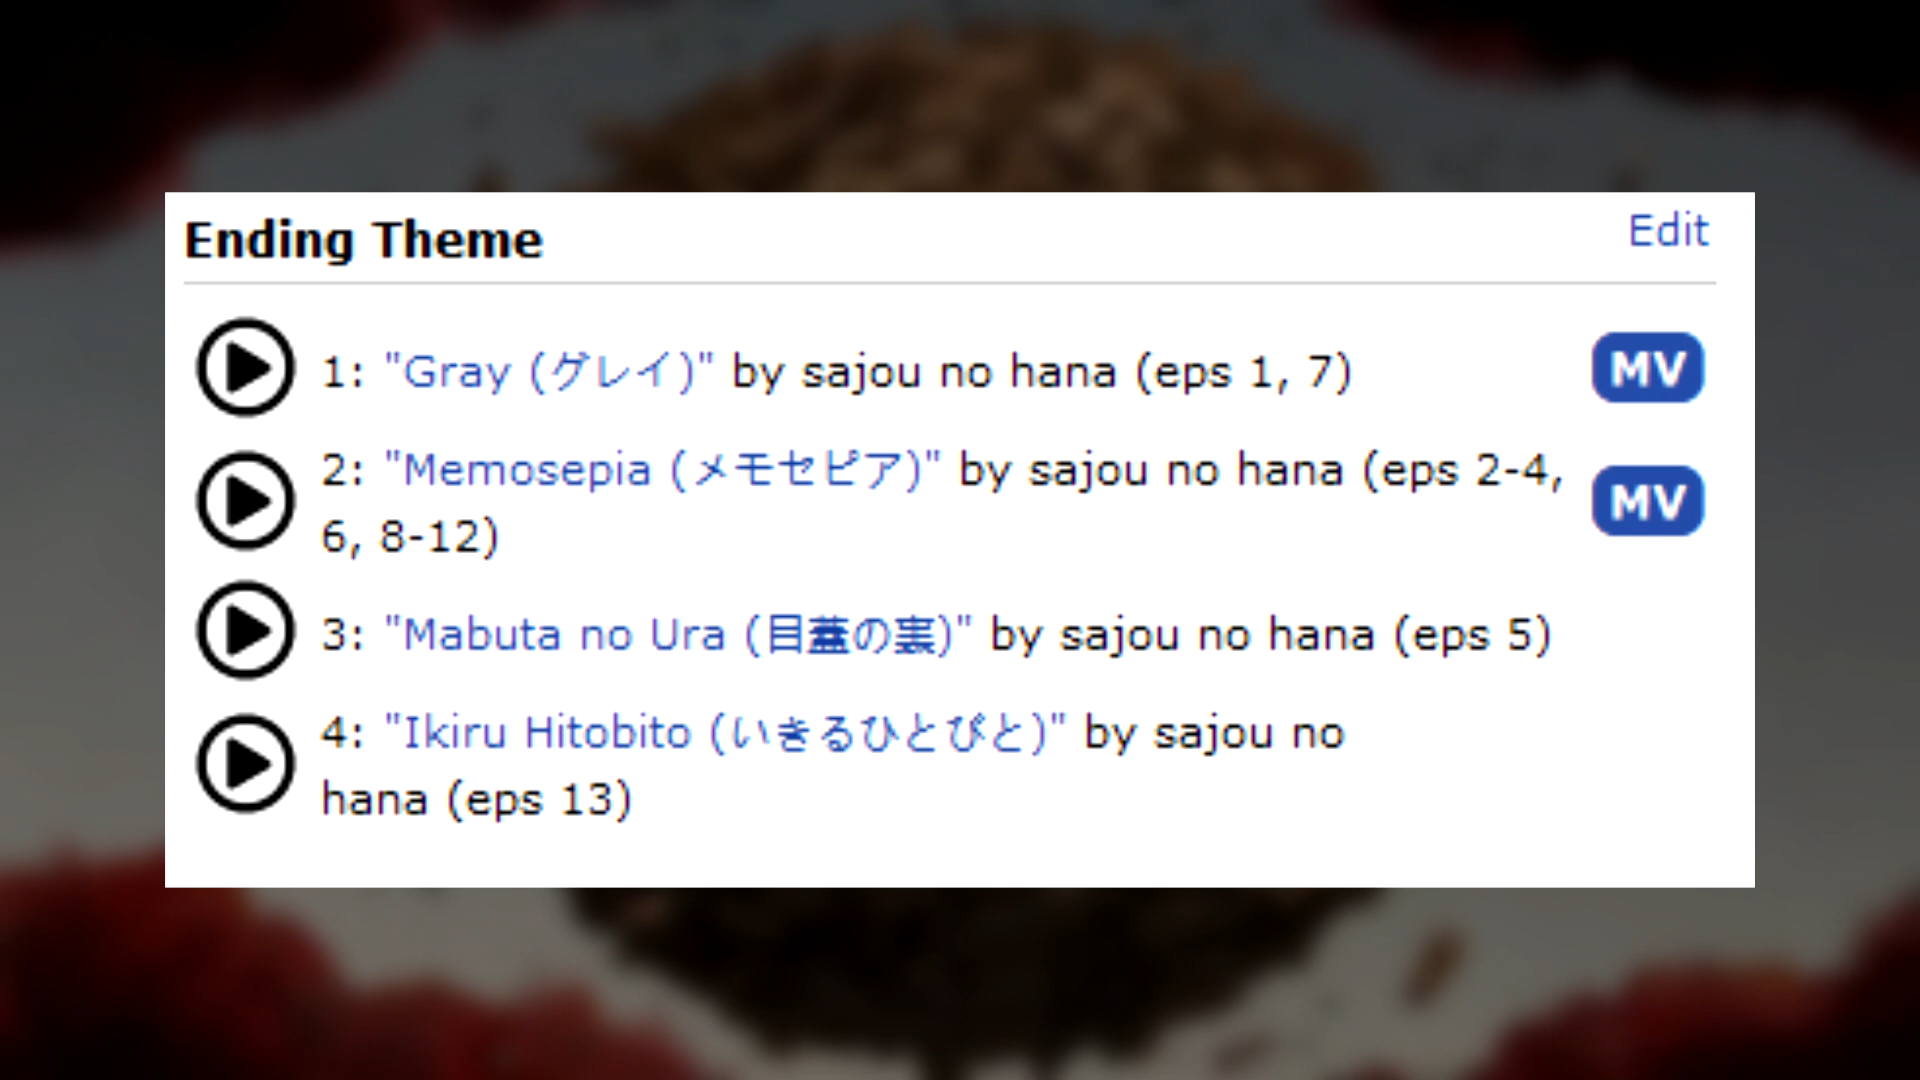 Ending Theme
Edit
1: "Gray (グレイ)" by sajou no hana (eps 1, 7)
MV
2: "Memosepia (メモセピア)" by sajou no hana (eps 2-4,
MV
6, 8-12)
3: "Mabuta no Ura (目蓋の裏)" by sajou no hana (eps 5)
4: "Ikiru Hitobito (いきるひとびと)" by sajou no
hana (eps 13)